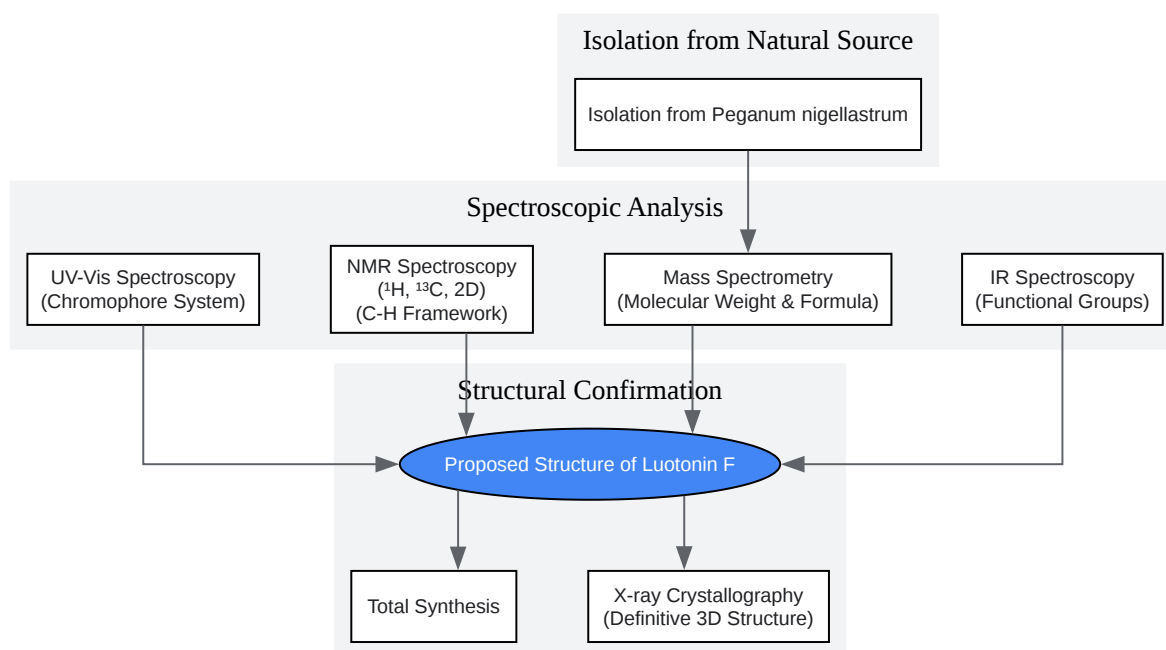 Isolation from Natural Source
Isolation from Peganum nigellastrum
Spectroscopic Analysis
UV-Vis Spectroscopy
(Chromophore System)
NMR Spectroscopy
(¹H, ¹³C, 2D)
(C-H Framework)
Mass Spectrometry
(Molecular Weight & Formula)
IR Spectroscopy
(Functional Groups)
Structural Confirmation
Proposed Structure of Luotonin F
Total Synthesis
X-ray Crystallography
(Definitive 3D Structure)